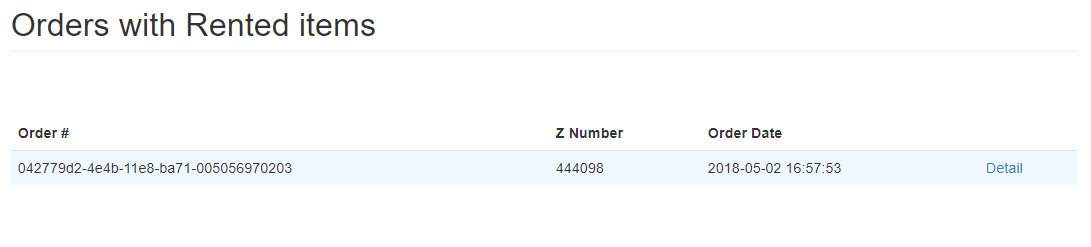 Orders with Rented items
Order # Z Number Order Date
042779d2-4e4b-11e8-ba71-005056970203 444098 2018-05-02 16:57:53 Detail